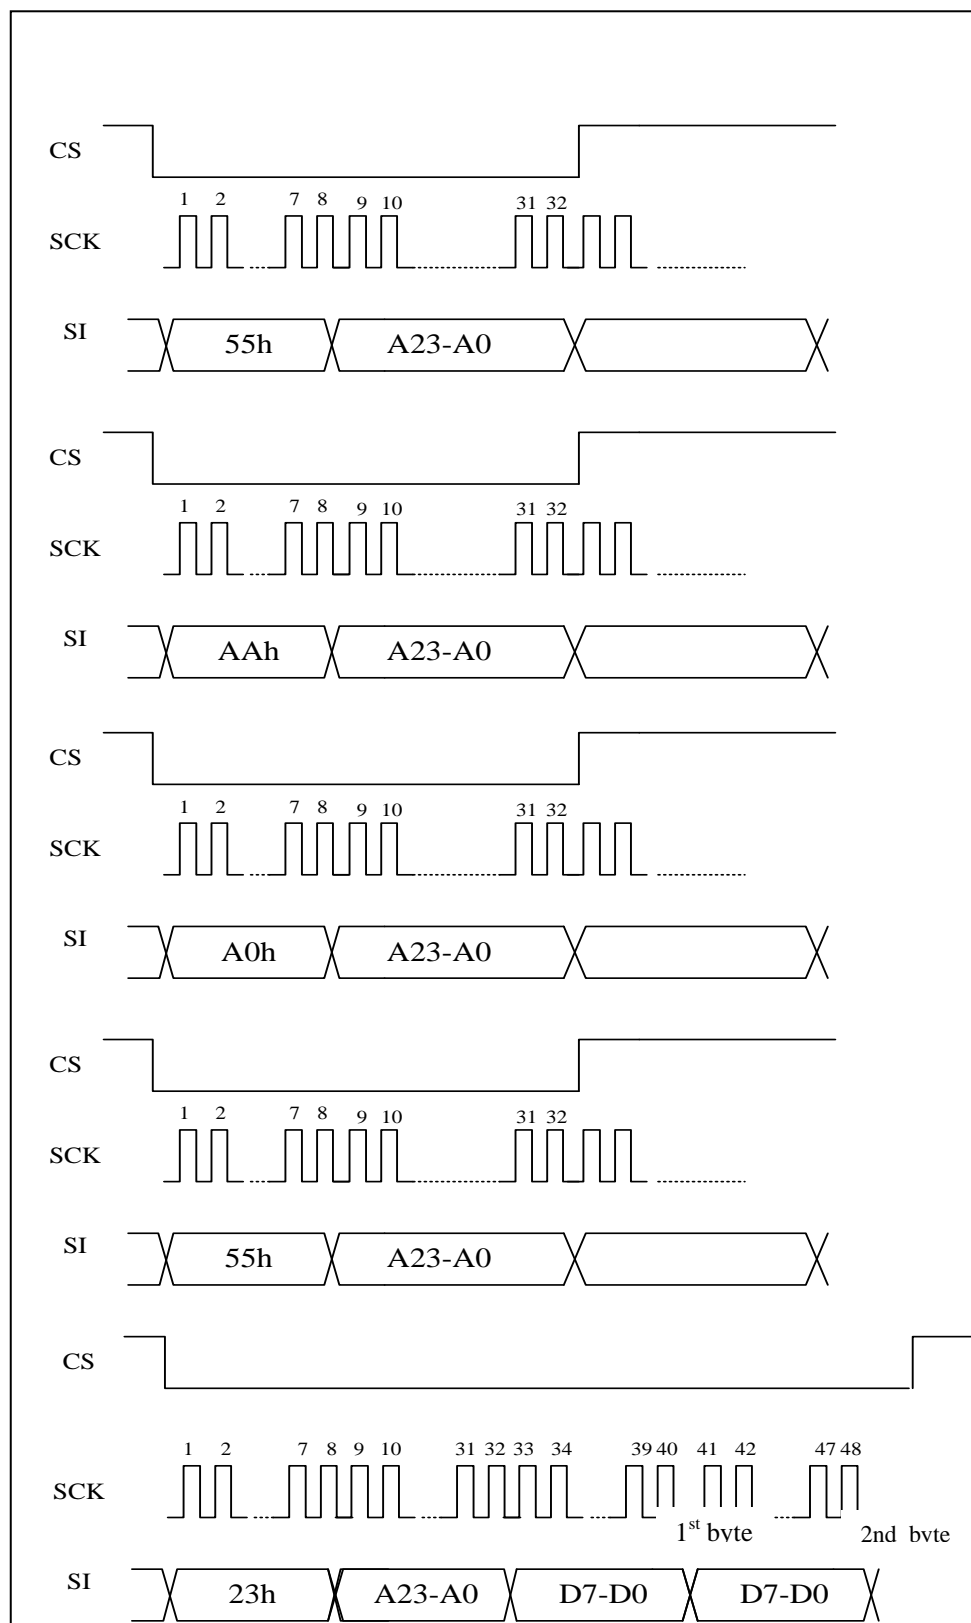 CS
1 2 7 8 9 10 31 32
SCK
SI 55h A23-A0
CS
1 2 7 8 9 10 31 32
SCK
SI AAh A23-A0
CS
1 2 7 8 9 10 31 32
SCK
SI A0h A23-A0
CS
1 2 7 8 9 10 31 32
SCK
SI 55h A23-A0
CS
1 2 7 8 9 10 31 32 33 34 39 40 41 42 47 48
SCK
1st byte 2nd byte
SI 23h A23-A0 D7-D0 D7-D0